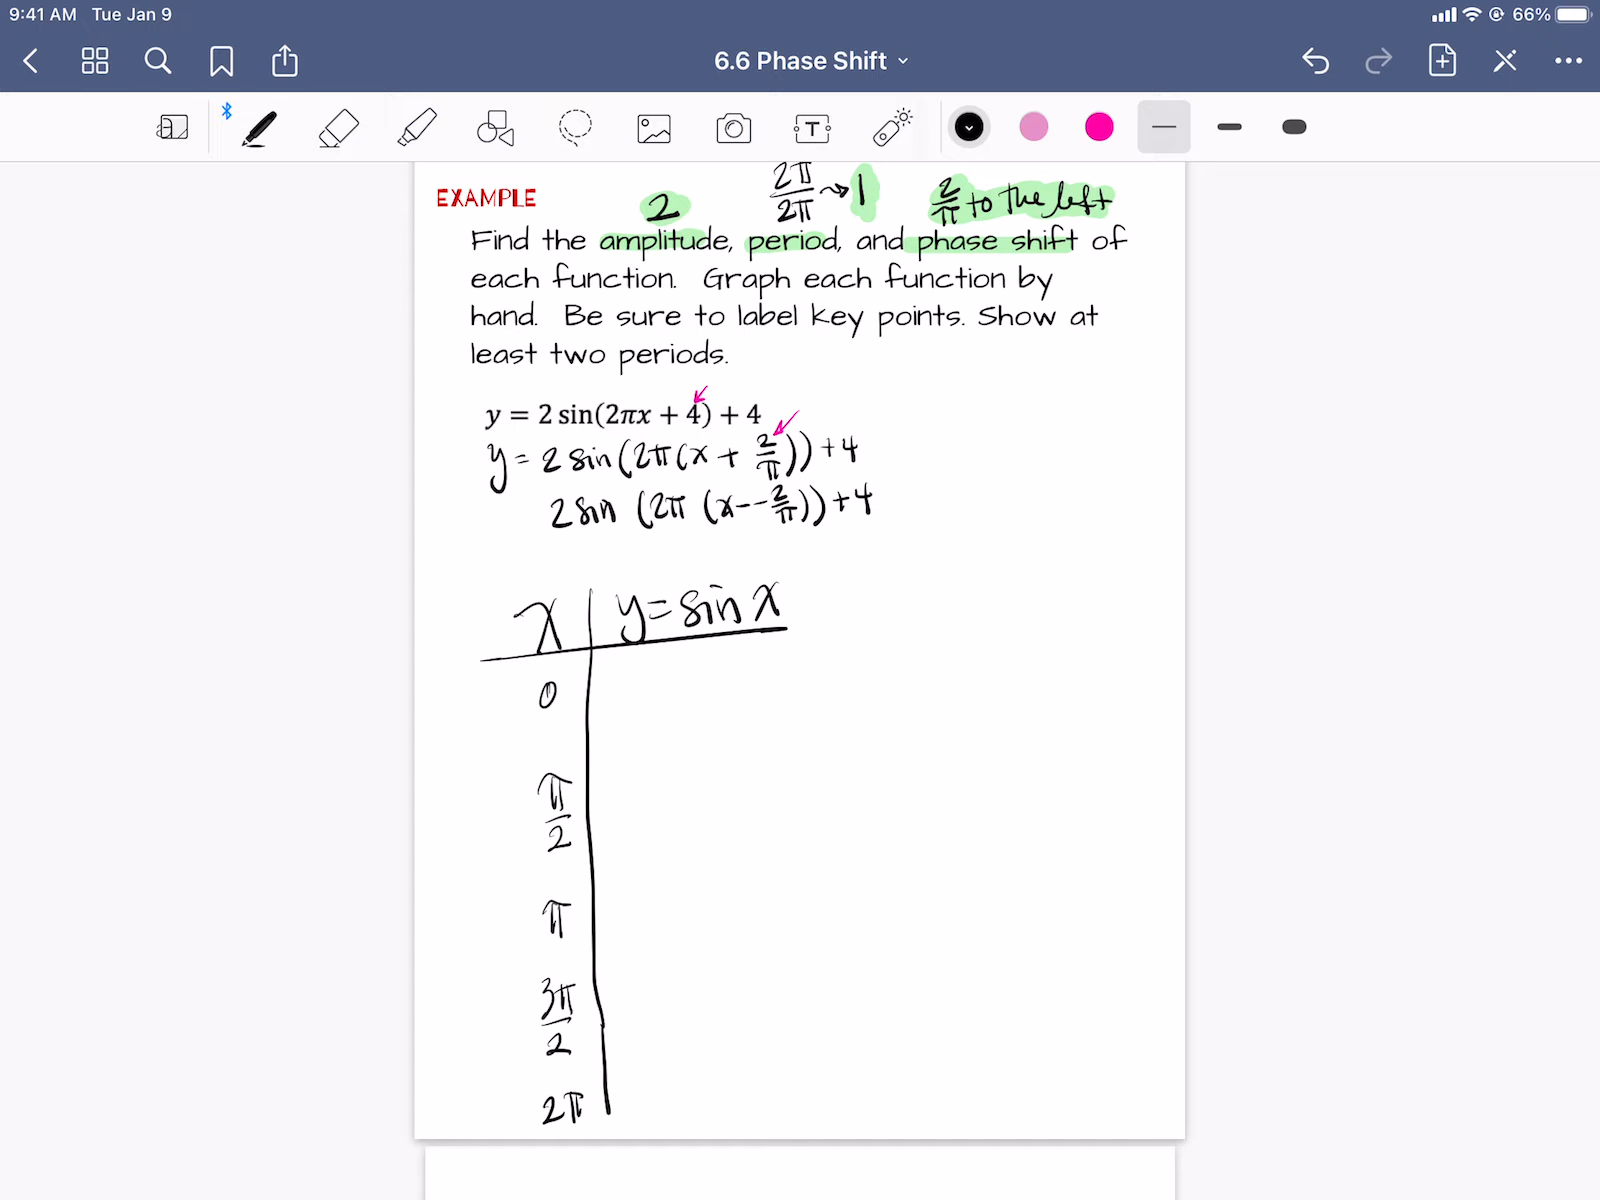 9:41 AM Tue Jan 9 66%
6.6 Phase Shift
T
EXAMPLE
2 2π/2π → 1 2/π to the left
Find the amplitude, period, and phase shift of
each function. Graph each function by
hand. Be sure to label key points. Show at
least two periods.
y = 2 sin(2πx + 4) + 4
y = 2 sin(2π(x + 2/π)) + 4
2 sin (2π (x - - 2/π)) + 4
x y = sin x
0
π/2
π
3π/2
2π